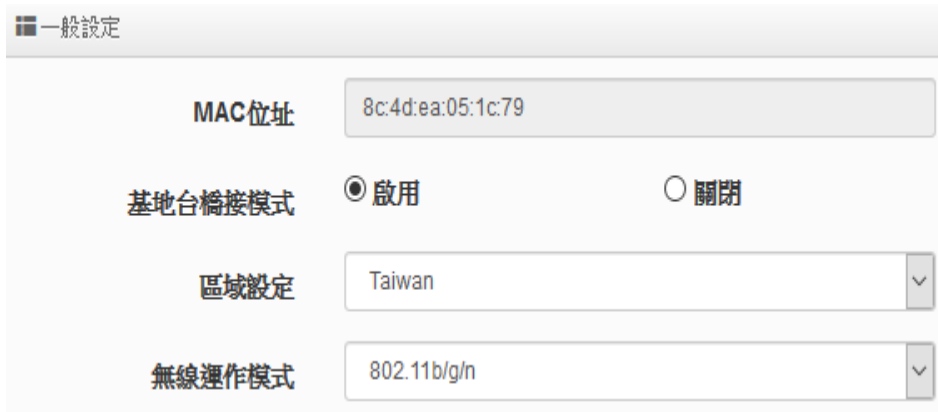 一般設定
MAC位址 8c:4d:ea:05:1c:79
基地台橋接模式 啟用 關閉
區域設定 Taiwan
無線運作模式 802.11b/g/n